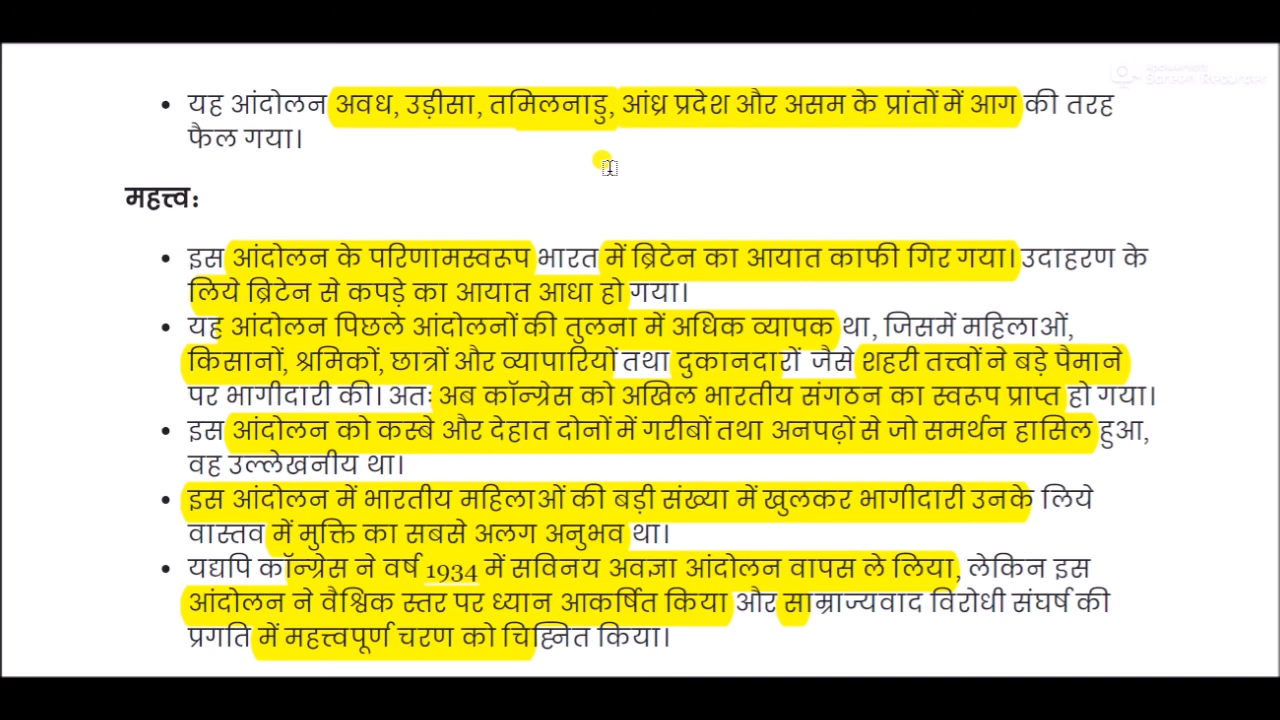 Screen Recorder
• यह आंदोलन अवध, उड़ीसा, तमिलनाडु, आंध्र प्रदेश और असम के प्रांतों में आग की तरह
फैल गया।
महत्त्व:
• इस आंदोलन के परिणामस्वरूप भारत में ब्रिटेन का आयात काफी गिर गया। उदाहरण के
लिये ब्रिटेन से कपड़े का आयात आधा हो गया।
• यह आंदोलन पिछले आंदोलनों की तुलना में अधिक व्यापक था, जिसमें महिलाओं,
किसानों, श्रमिकों, छात्रों और व्यापारियों तथा दुकानदारों जैसे शहरी तत्त्वों ने बड़े पैमाने
पर भागीदारी की। अतः अब कॉन्ग्रेस को अखिल भारतीय संगठन का स्वरूप प्राप्त हो गया।
• इस आंदोलन को कस्बे और देहात दोनों में गरीबों तथा अनपढ़ों से जो समर्थन हासिल हुआ,
वह उल्लेखनीय था।
• इस आंदोलन में भारतीय महिलाओं की बड़ी संख्या में खुलकर भागीदारी उनके लिये
वास्तव में मुक्ति का सबसे अलग अनुभव था।
• यद्यपि कॉन्ग्रेस ने वर्ष 1934 में सविनय अवज्ञा आंदोलन वापस ले लिया, लेकिन इस
आंदोलन ने वैश्विक स्तर पर ध्यान आकर्षित किया और साम्राज्यवाद विरोधी संघर्ष की
प्रगति में महत्त्वपूर्ण चरण को चिह्नित किया।